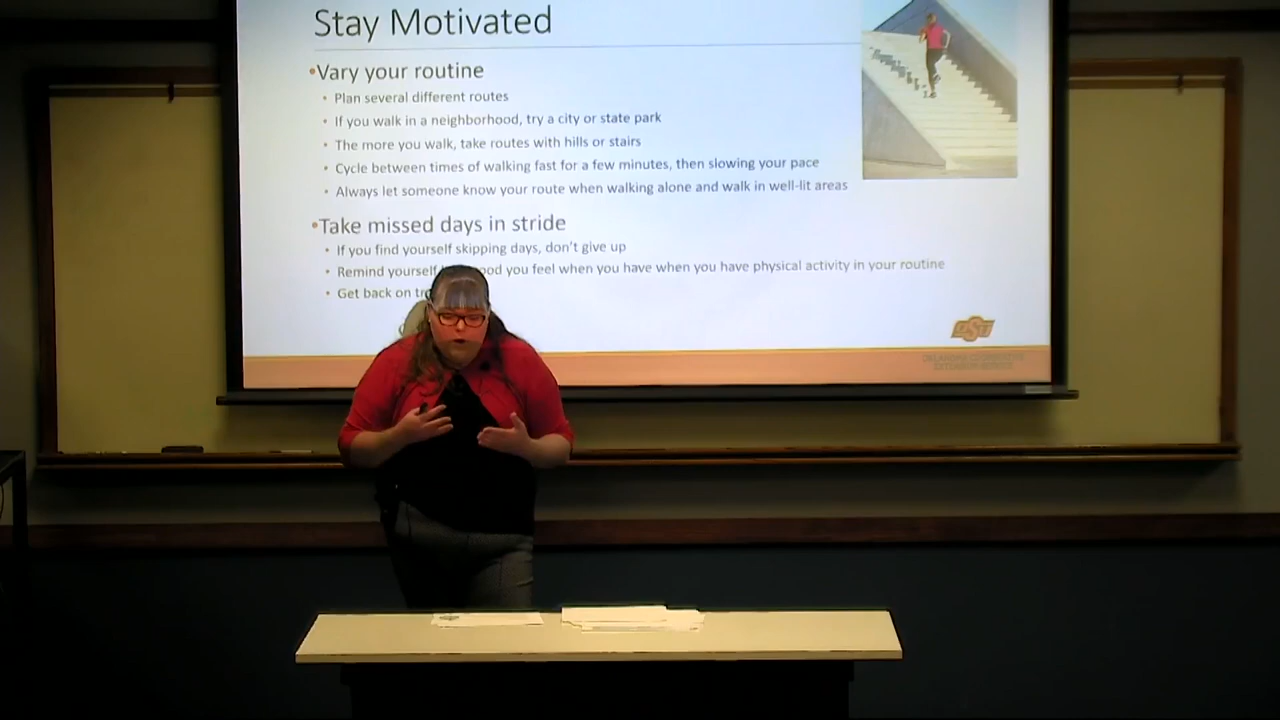 Stay Motivated
•Vary your routine
• Plan several different routes
• If you walk in a neighborhood, try a city or state park
• The more you walk, take routes with hills or stairs
• Cycle between times of walking fast for a few minutes, then slowing your pace
• Always let someone know your route when walking alone and walk in well-lit areas
•Take missed days in stride
• If you find yourself skipping days, don't give up
• Remind yourself you feel when you have when you have physical activity in your routine
• Get back on
OSU
EXTENSION SERVICE